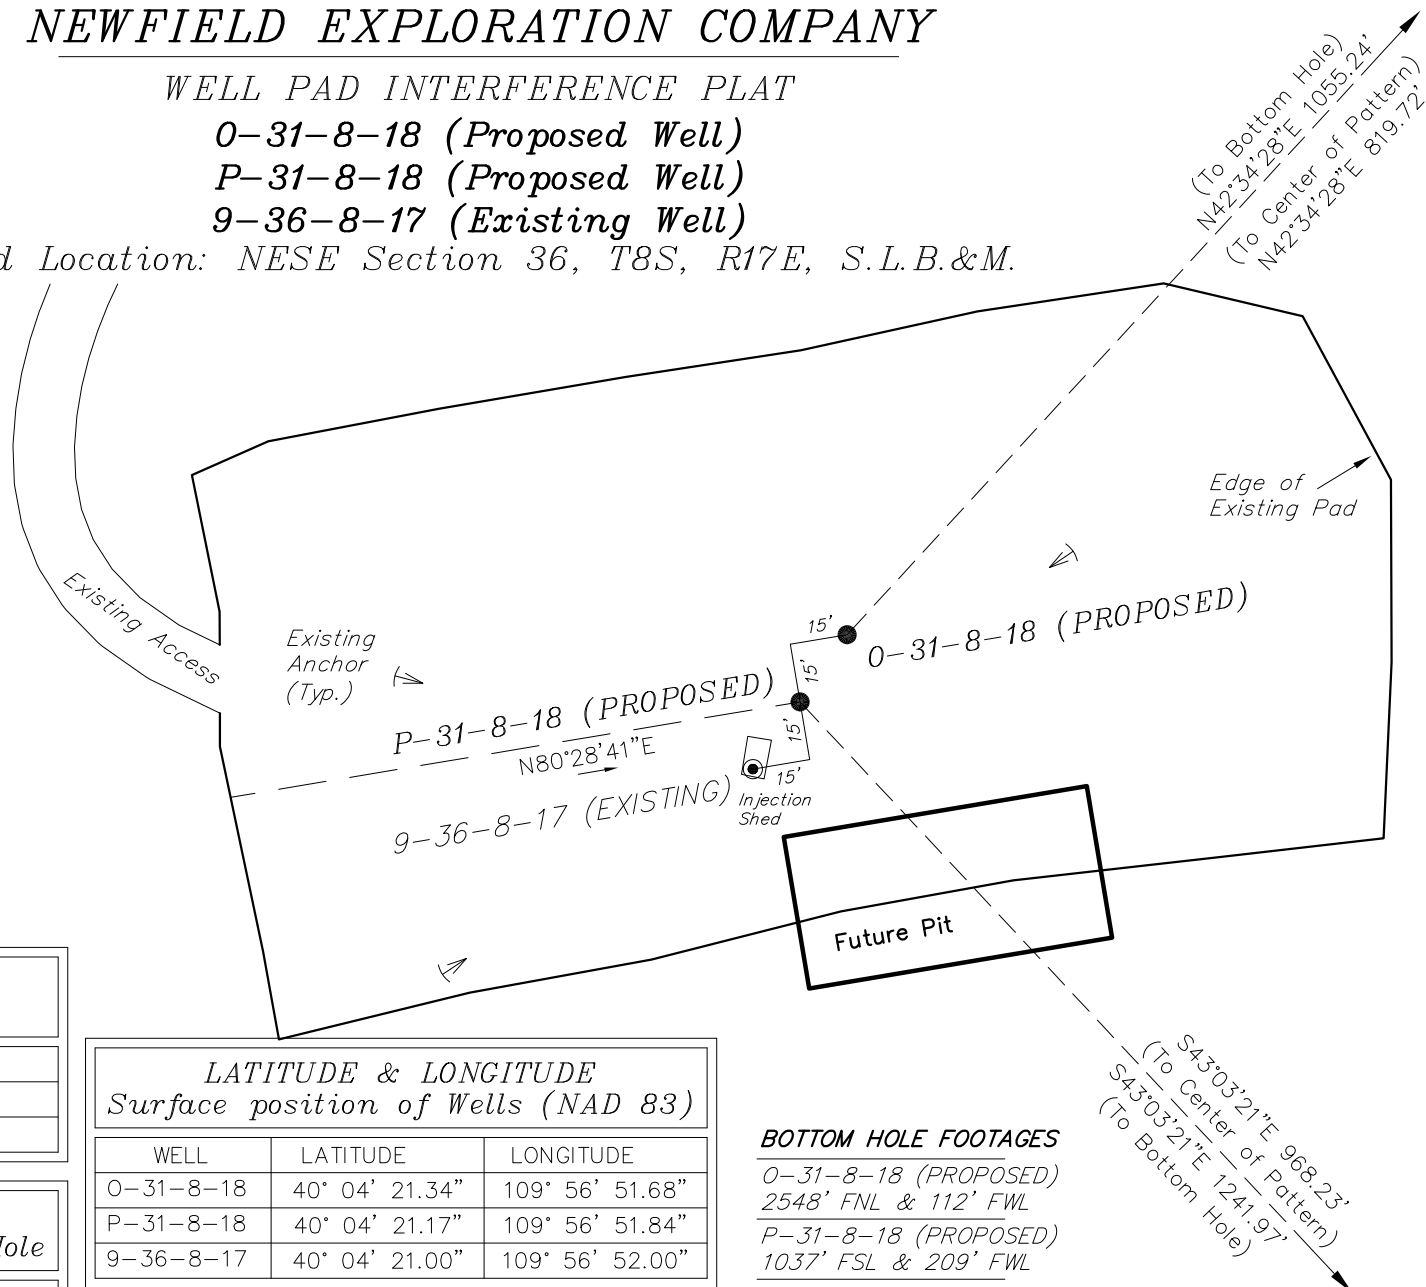 NEWFIELD EXPLORATION COMPANY
WELL PAD INTERFERENCE PLAT
O-31-8-18 (Proposed Well)
P-31-8-18 (Proposed Well)
9-36-8-17 (Existing Well)
Location: NESE Section 36, T8S, R17E, S.L.B.&M.
(To Bottom Hole)
N42°34'28"E 1055.24'
(To Center of Pattern)
N42°34'28"E 819.72'
Edge of
Existing Pad
Existing Access
Existing
Anchor
(Typ.)
15'
O-31-8-18 (PROPOSED)
15'
P-31-8-18 (PROPOSED)
15'
N80°28'41"E
15'
9-36-8-17 (EXISTING)
Injection
Shed
Future Pit
S43°03'21"E 968.23'
(To Center of Pattern)
S43°03'21"E 1241.97'
(To Bottom Hole)
LATITUDE & LONGITUDE
Surface position of Wells (NAD 83)
WELL LATITUDE LONGITUDE
O-31-8-18 40° 04' 21.34" 109° 56' 51.68"
P-31-8-18 40° 04' 21.17" 109° 56' 51.84"
9-36-8-17 40° 04' 21.00" 109° 56' 52.00"
BOTTOM HOLE FOOTAGES
O-31-8-18 (PROPOSED)
2548' FNL & 112' FWL
P-31-8-18 (PROPOSED)
1037' FSL & 209' FWL